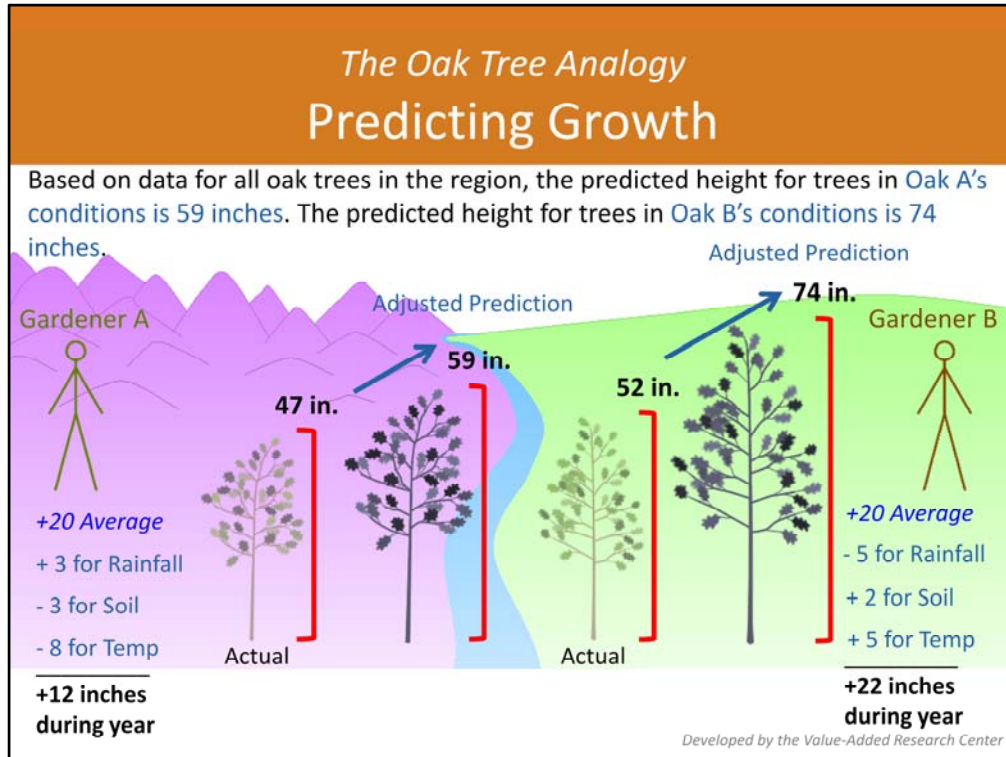 The Oak Tree Analogy
Predicting Growth
Based on data for all oak trees in the region, the predicted height for trees in Oak A's
conditions is 59 inches. The predicted height for trees in Oak B's conditions is 74
inches.
Adjusted Prediction
74 in.
Gardener A
Adjusted Prediction
Gardener B
59 in.
47 in.
52 in.
+20 Average
+ 3 for Rainfall
- 3 for Soil
- 8 for Temp
+12 inches
during year
Actual
Actual
+20 Average
- 5 for Rainfall
+ 2 for Soil
+ 5 for Temp
+22 inches
during year
Developed by the Value-Added Research Center